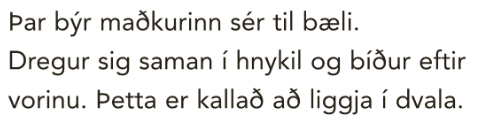 Þar býr maðkurinn sér til bæli.
Dregur sig saman í hnykil og bíður eftir
vorinu. Þetta er kallað að liggja í dvala.